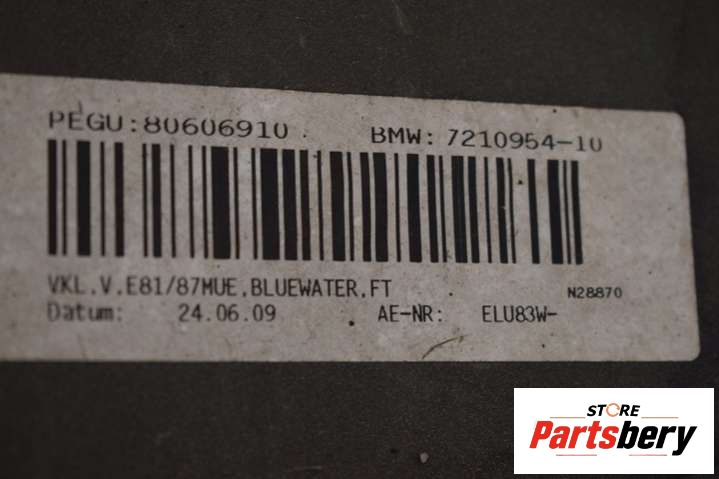 PEGU:80606910 BMW: 7210954-10
VKL.V.E81/87MUE.BLUEWATER.FT N28870
Datum: 24.06.09 AE-NR: ELU83W-
STORE
Partsbery